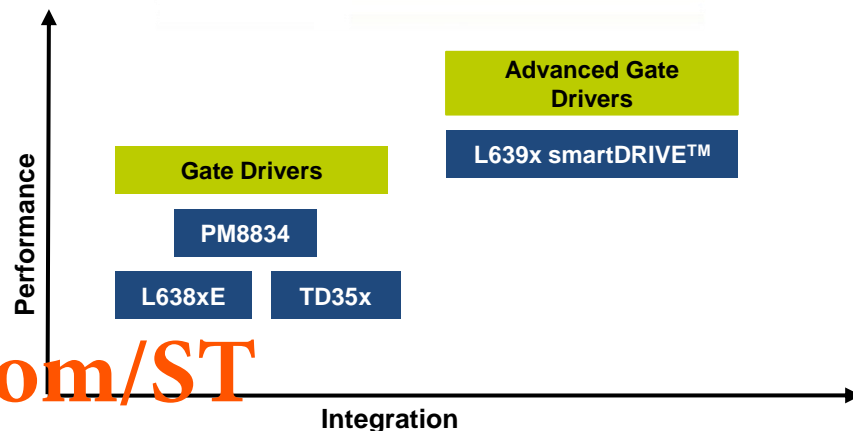 Advanced Gate
Drivers
L639x smartDRIVE™
Gate Drivers
PM8834
L638xE
TD35x
Performance
om/ST
Integration